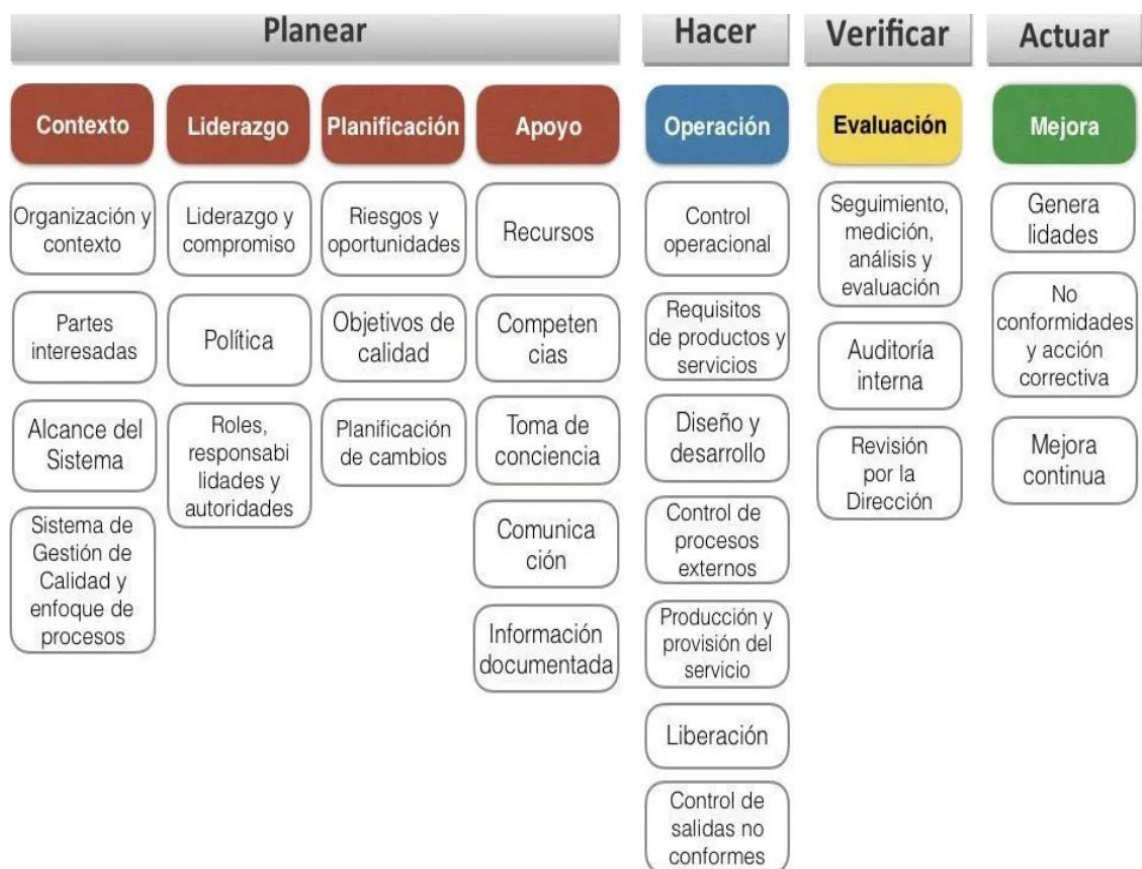 Planear
Hacer
Verificar
Actuar
Contexto
Liderazgo
Planificación
Apoyo
Operación
Evaluación
Mejora
Organización y
contexto
Partes
interesadas
Alcance del
Sistema
Sistema de
Gestión de
Calidad y
enfoque de
procesos
Liderazgo y
compromiso
Política
Roles,
responsabi
lidades y
autoridades
Riesgos y
oportunidades
Objetivos de
calidad
Planificación
de cambios
Recursos
Competen
cias
Toma de
conciencia
Comunica
ción
Información
documentada
Control
operacional
Requisitos
de productos y
servicios
Diseño y
desarrollo
Control de
procesos
externos
Producción y
provisión del
servicio
Liberación
Control de
salidas no
conformes
Seguimiento,
medición,
análisis y
evaluación
Auditoría
interna
Revisión
por la
Dirección
Genera
lidades
No
conformidades
y acción
correctiva
Mejora
continua